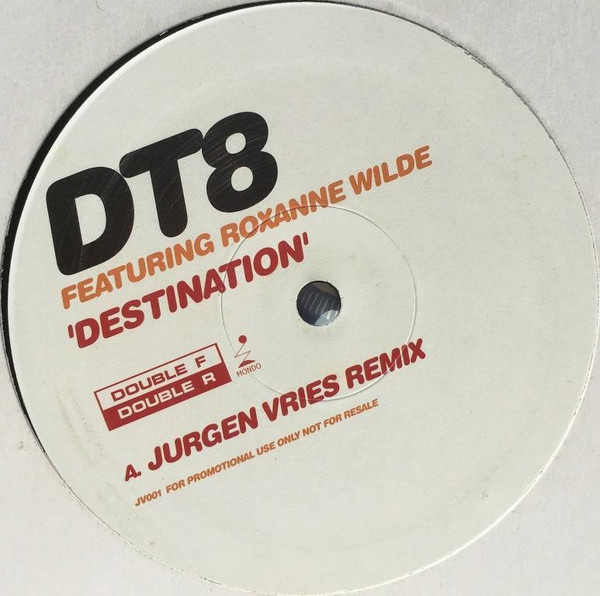 DT8
FEATURING ROXANNE WILDE
'DESTINATION'
DOUBLE F
DOUBLE R
MONDO
A. JURGEN VRIES REMIX
JV001 FOR PROMOTIONAL USE ONLY NOT FOR RESALE